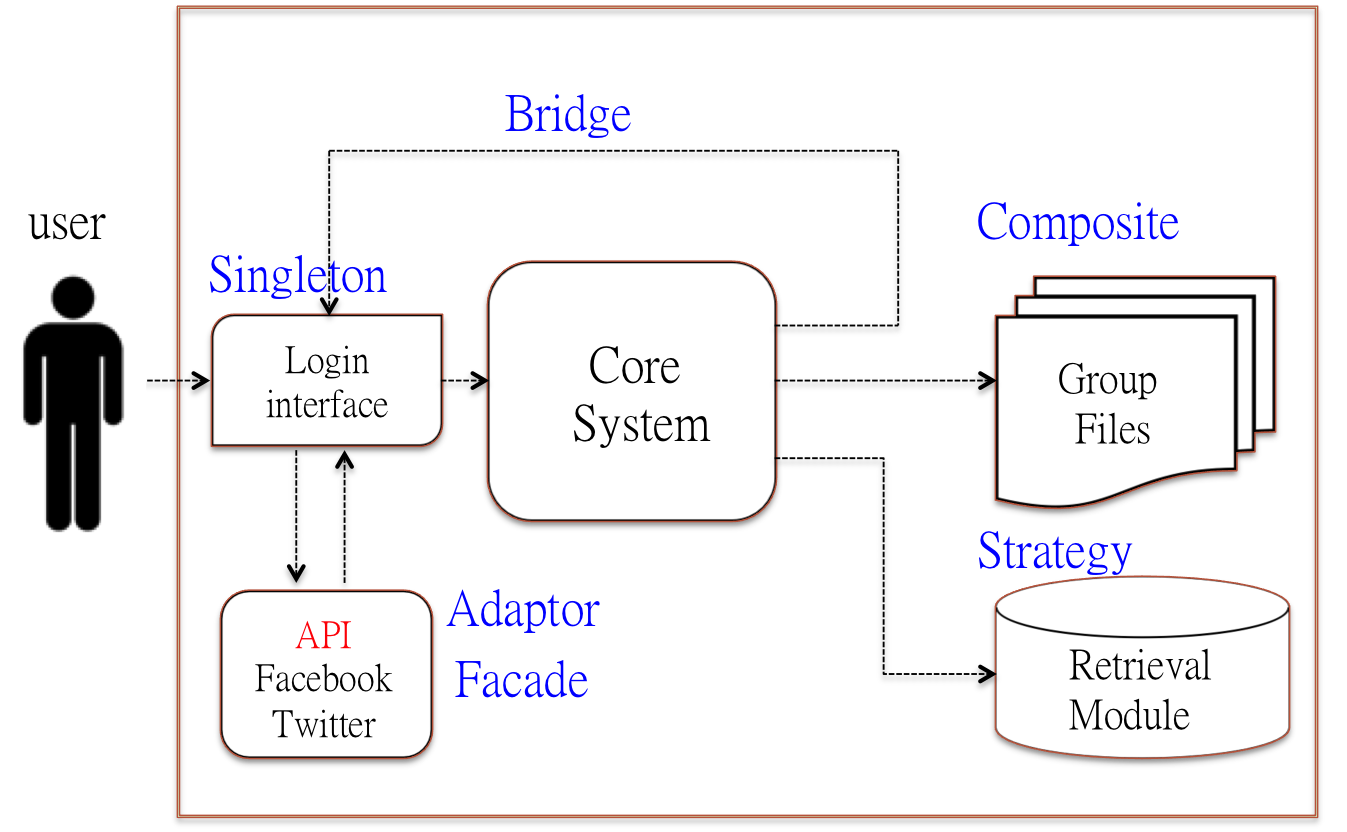 Bridge
user
Composite
Singleton
Login
interface
Core
System
Group
Files
Strategy
API
Facebook
Twitter
Adaptor
Facade
Retrieval
Module